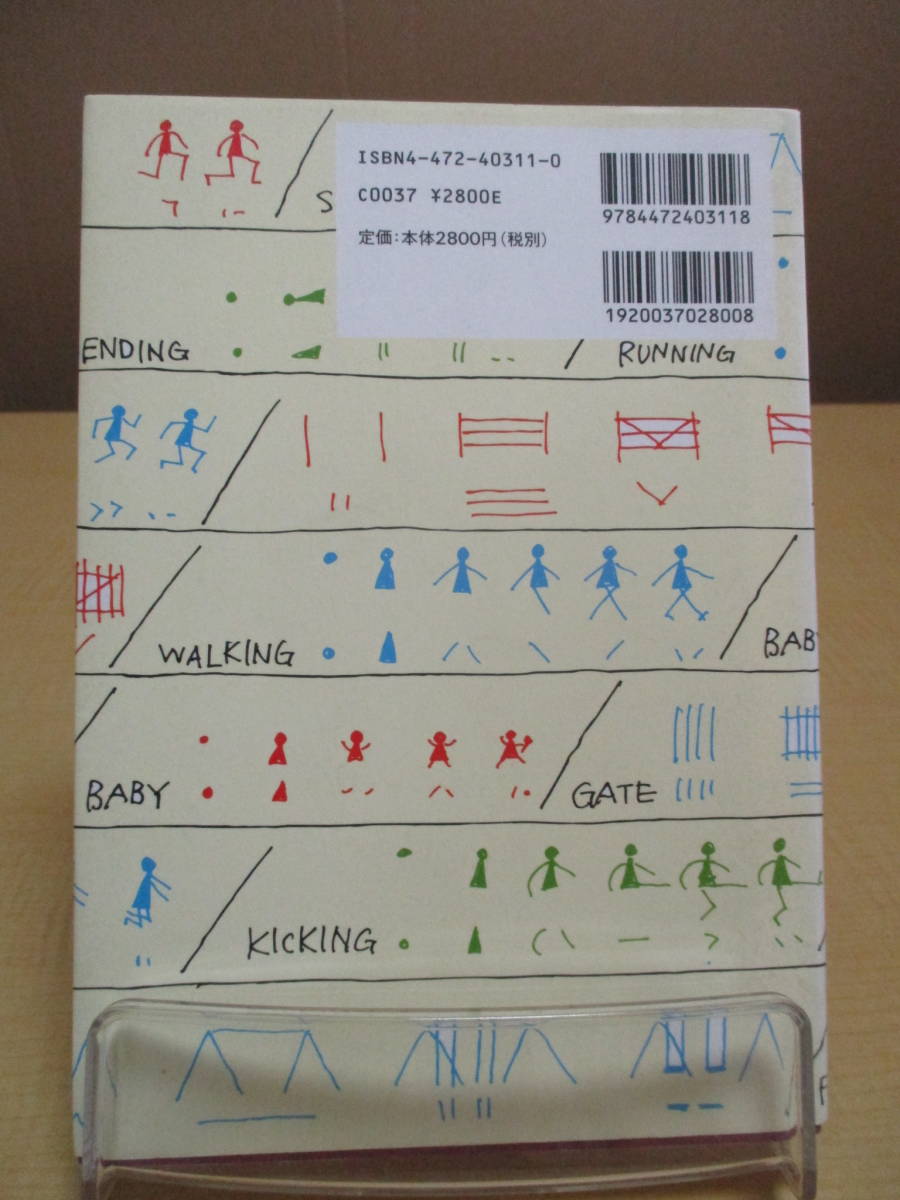 ISBN4-472-40311-0
C0037 ¥2800E
定価：本体2800円（税別）
9784472403118
1920037028008
S
ENDING
RUNNING
WALKING
BAB
BABY
GATE
KICKING